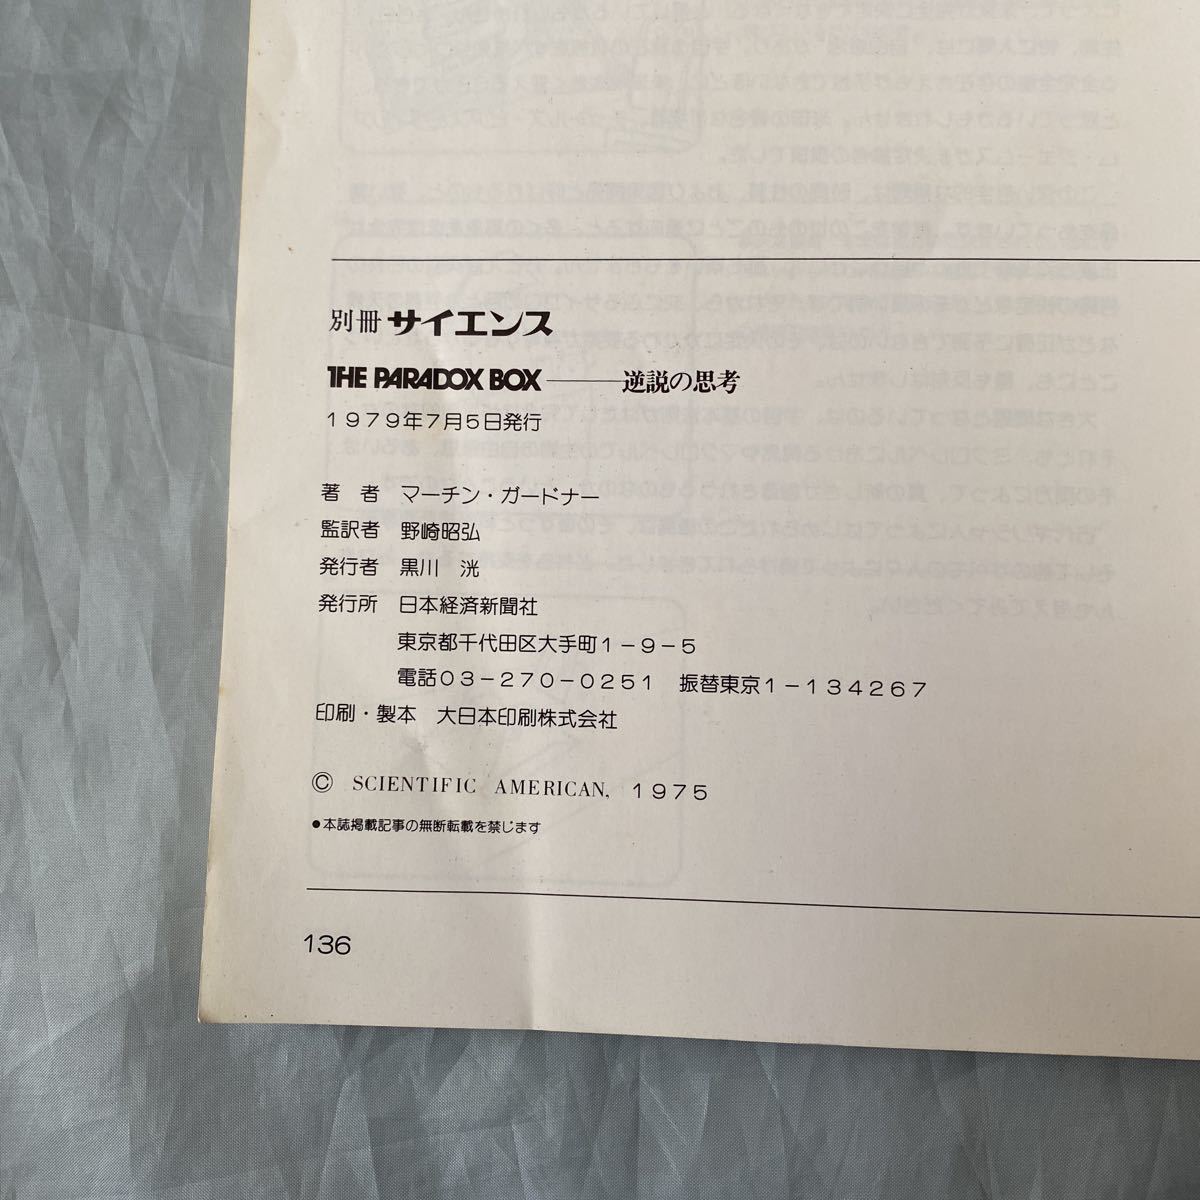 別冊 サイエンス
THE PARADOX BOX———逆説の思考
1979年7月5日発行
著　者　マーチン・ガードナー
監訳者　野崎昭弘
発行者　黒川　洸
発行所　日本経済新聞社
東京都千代田区大手町1－9－5
電話03－270－0251　振替東京1－134267
印刷・製本　大日本印刷株式会社
© SCIENTIFIC AMERICAN, 1975
●本誌掲載記事の無断転載を禁じます
136